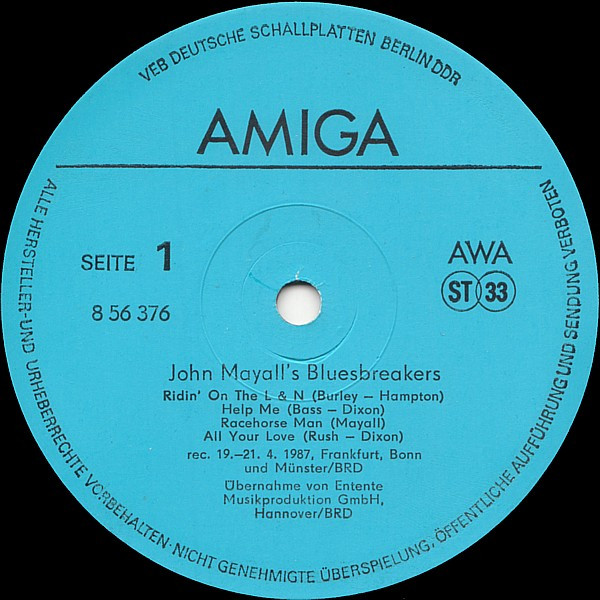 VEB DEUTSCHE SCHALLPLATTEN BERLIN DDR
AMIGA
SEITE 1
8 56 376
AWA
ST 33
John Mayall's Bluesbreakers
Ridin' On The L & N (Burley – Hampton)
Help Me (Bass – Dixon)
Racehorse Man (Mayall)
All Your Love (Rush – Dixon)
rec. 19.–21. 4. 1987, Frankfurt, Bonn
und Münster/BRD
Übernahme von Entente
Musikproduktion GmbH,
Hannover/BRD
ALLE HERSTELLER-UND URHEBERRECHTE VORBEHALTEN·NICHT GENEHMIGTE ÜBERSPIELUNG, ÖFFENTLICHE AUFFÜHRUNG UND SENDUNG VERBOTEN